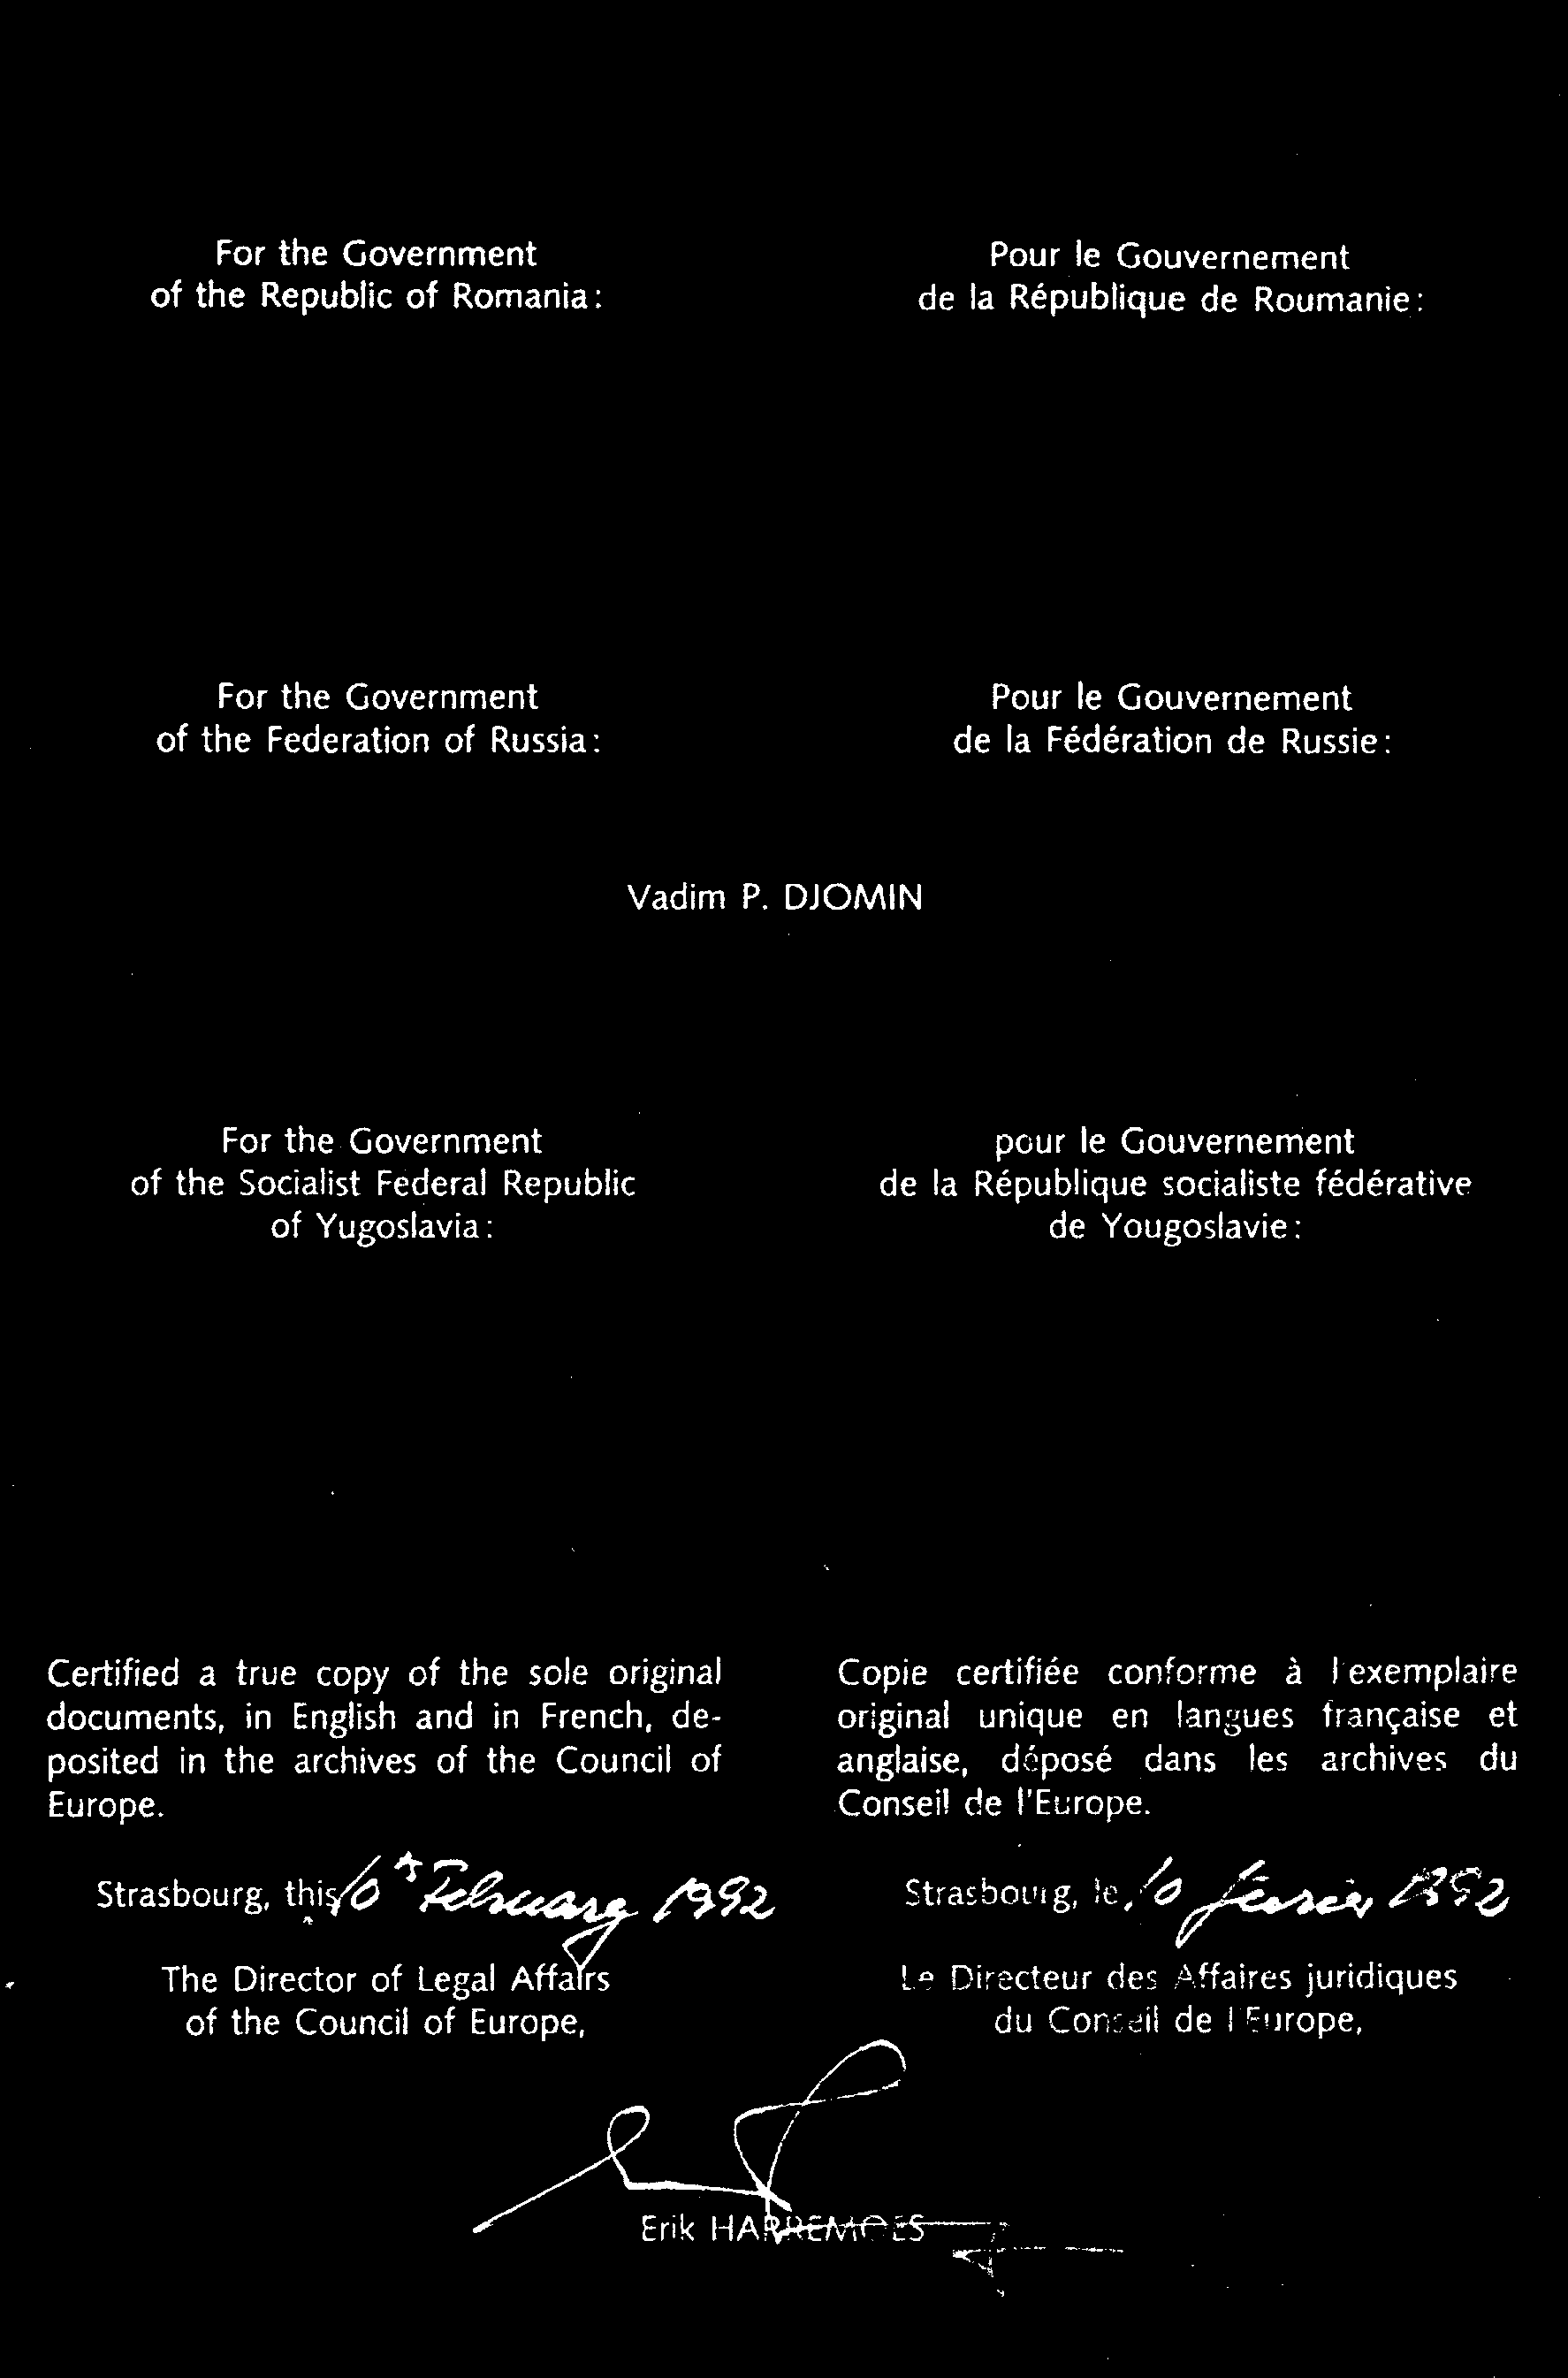 For the Government
of the Republic of Romania:
Pour le Gouvernement
de la République de Roumanie:
For the Government
of the Federation of Russia:
Pour le Gouvernement
de la Fédération de Russie:
Vadim P. DJOMIN
For the Government
of the Socialist Federal Republic
of Yugoslavia:
pour le Gouvernement
de la République socialiste fédérative
de Yougoslavie:
Certified a true copy of the sole original
documents, in English and in French, de-
posited in the archives of the Council of
Europe.
Strasbourg, this 10th February 1992
The Director of Legal Affairs
of the Council of Europe,
Copie certifiée conforme à l'exemplaire
original unique en langues française et
anglaise, déposé dans les archives du
Conseil de l'Europe.
Strasbourg, le 10 février 1992
Le Directeur des Affaires juridiques
du Conseil de l'Europe,
Erik HARREMOES